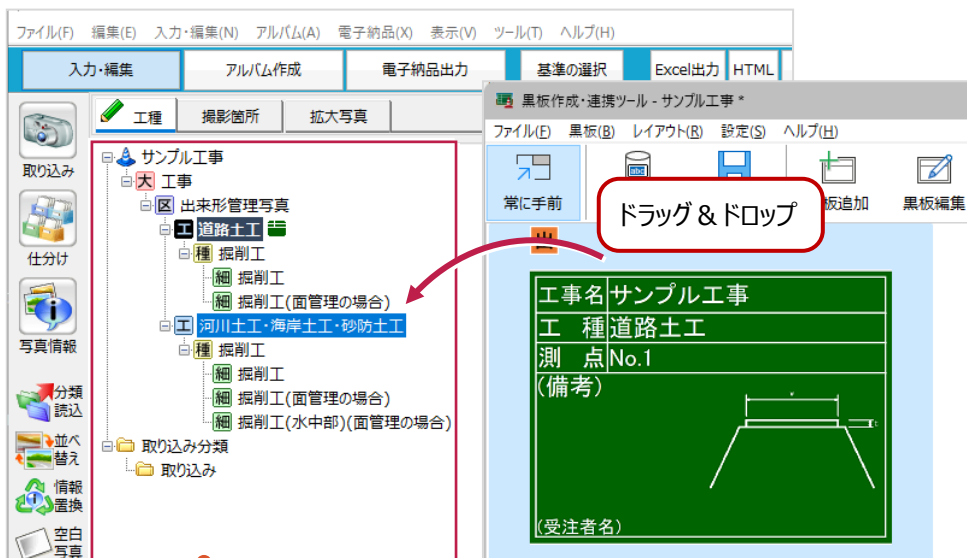 ファイル(F) 編集(E) 入力・編集(N) アルバム(A) 電子納品(X) 表示(V) ツール(T) ヘルプ(H)
入力・編集 アルバム作成 電子納品出力 基準の選択 Excel出力 HTML
工種 撮影箇所 拡大写真
取り込み
仕分け
写真情報
分類読込
並べ替え
情報置換
空白写真
サンプル工事
大 工事
区 出来形管理写真
工 道路土工
種 掘削工
細 掘削工
細 掘削工(面管理の場合)
工 河川土工・海岸土工・砂防土工
種 掘削工
細 掘削工
細 掘削工(面管理の場合)
細 掘削工(水中部)(面管理の場合)
取り込み分類
取り込み
黒板作成・連携ツール - サンプル工事 *
ファイル(F) 黒板(B) レイアウト(R) 設定(S) ヘルプ(H)
常に手前 板追加 黒板編集
ドラッグ&ドロップ
工事名 サンプル工事
工 種 道路土工
測 点 No.1
(備考)
(受注者名)